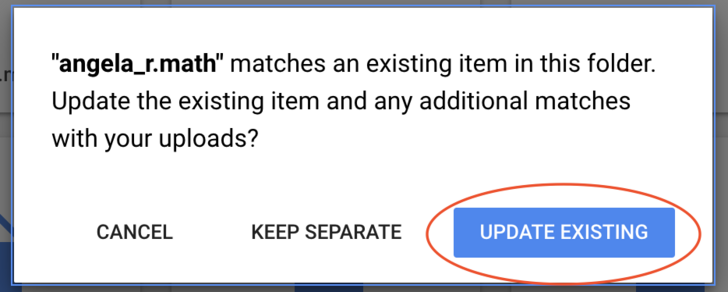 "angela_r.math" matches an existing item in this folder.
Update the existing item and any additional matches
with your uploads?
CANCEL KEEP SEPARATE UPDATE EXISTING